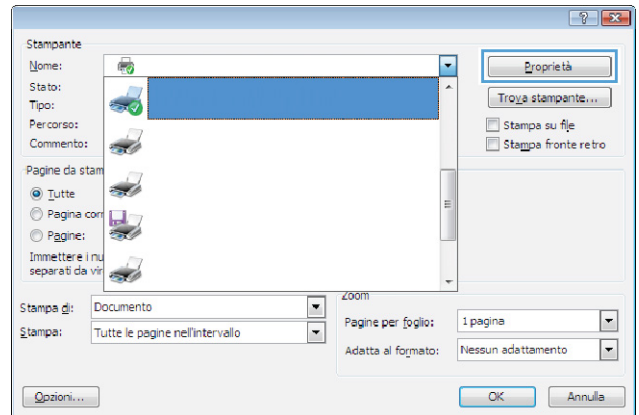 Stampante
Nome:
Proprietà
Stato:
Tipo:
Trova stampante...
Percorso:
Stampa su file
Commento:
Stampa fronte retro
Pagine da stam
Tutte
Pagina corr
Pagine:
Immettere i nu
separati da vir
Zoom
Stampa di: Documento
Pagine per foglio: 1 pagina
Stampa: Tutte le pagine nell'intervallo
Adatta al formato: Nessun adattamento
Opzioni...
OK
Annulla